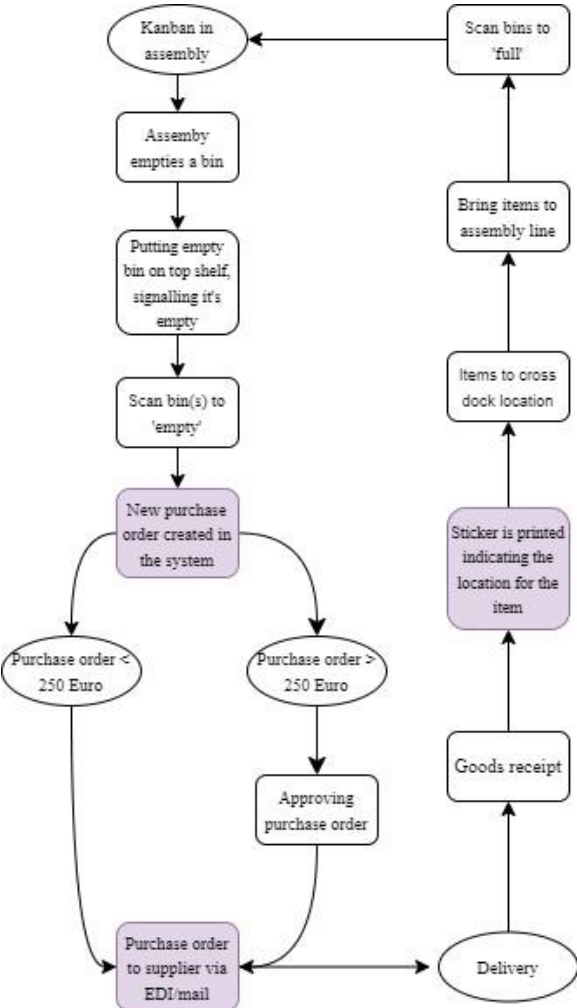 Kanban in
assembly
Assemby
empties a bin
Putting empty
bin on top shelf,
signalling it's
empty
Scan bin(s) to
'empty'
New purchase
order created in
the system
Purchase order <
250 Euro
Purchase order >
250 Euro
Approving
purchase order
Purchase order
to supplier via
EDI/mail
Delivery
Goods receipt
Sticker is printed
indicating the
location for the
item
Items to cross
dock location
Bring items to
assembly line
Scan bins to
'full'